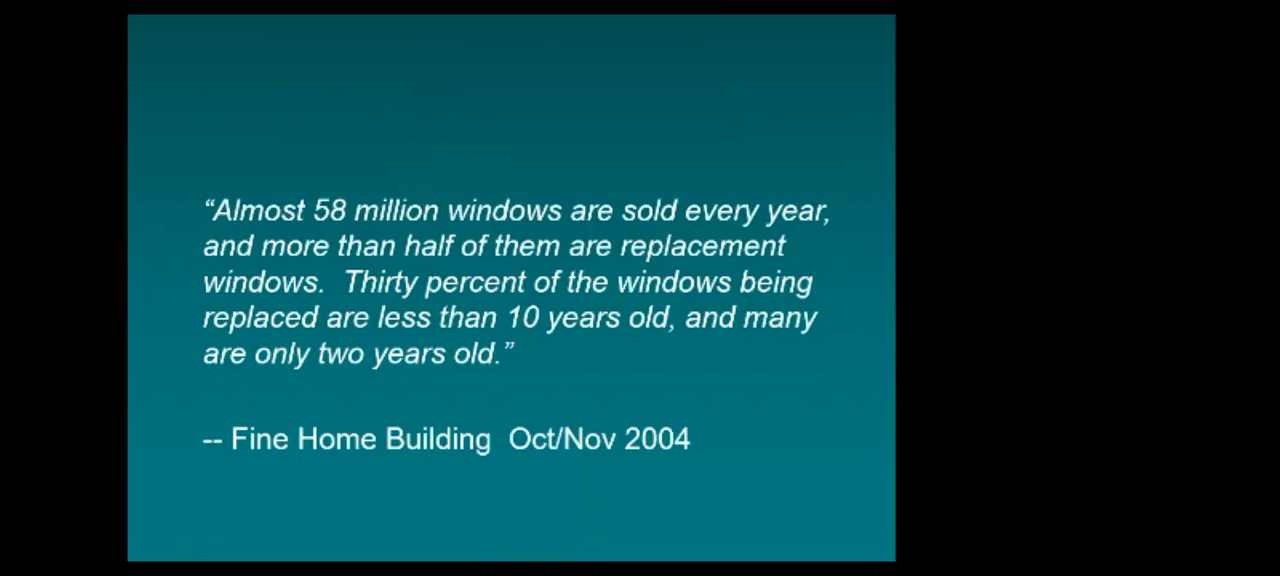 “Almost 58 million windows are sold every year,
and more than half of them are replacement
windows.  Thirty percent of the windows being
replaced are less than 10 years old, and many
are only two years old.”
-- Fine Home Building  Oct/Nov 2004